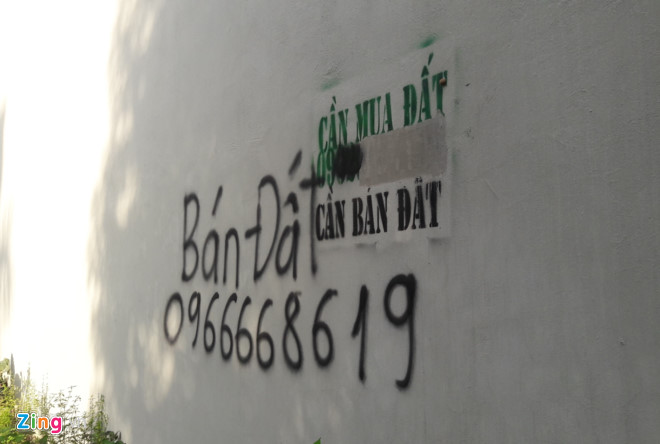 CẦN MUA ĐẤT
CẦN BÁN ĐẤT
Bán Đất
0966668619
Zing